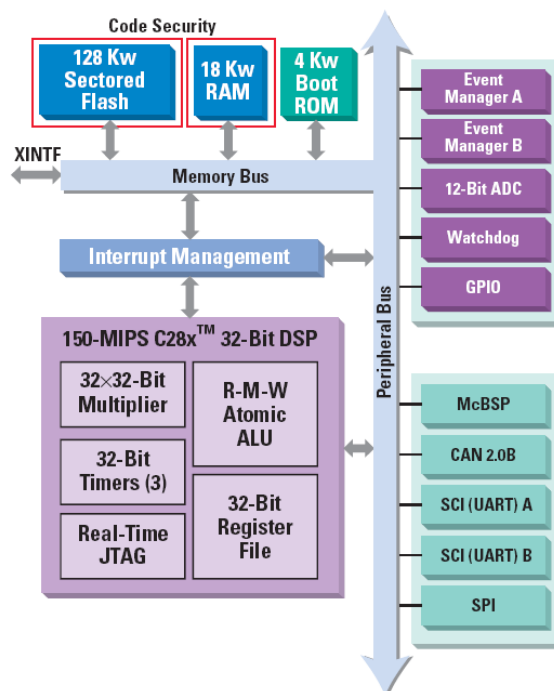 Code Security
128 Kw
Sectored
Flash
18 Kw
RAM
4 Kw
Boot
ROM
XINTF
Memory Bus
Interrupt Management
150-MIPS C28x™ 32-Bit DSP
32×32-Bit
Multiplier
R-M-W
Atomic
ALU
32-Bit
Timers (3)
32-Bit
Register
File
Real-Time
JTAG
Peripheral Bus
Event
Manager A
Event
Manager B
12-Bit ADC
Watchdog
GPIO
McBSP
CAN 2.0B
SCI (UART) A
SCI (UART) B
SPI